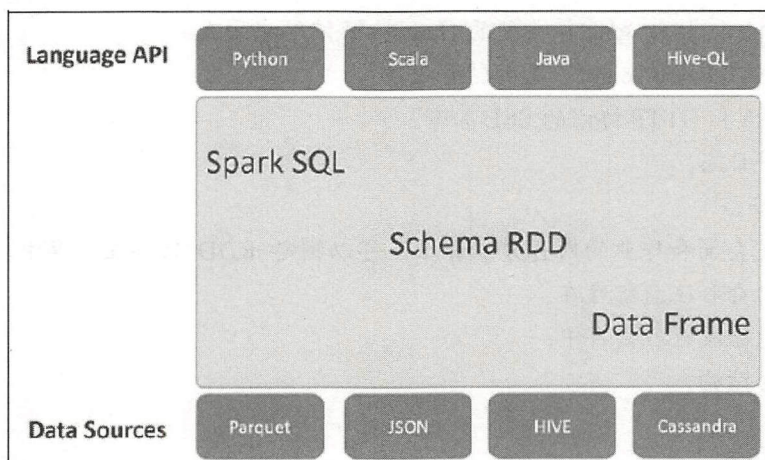 Language API Python Scala Java Hive-QL
Spark SQL
Schema RDD
Data Frame
Data Sources Parquet JSON HIVE Cassandra